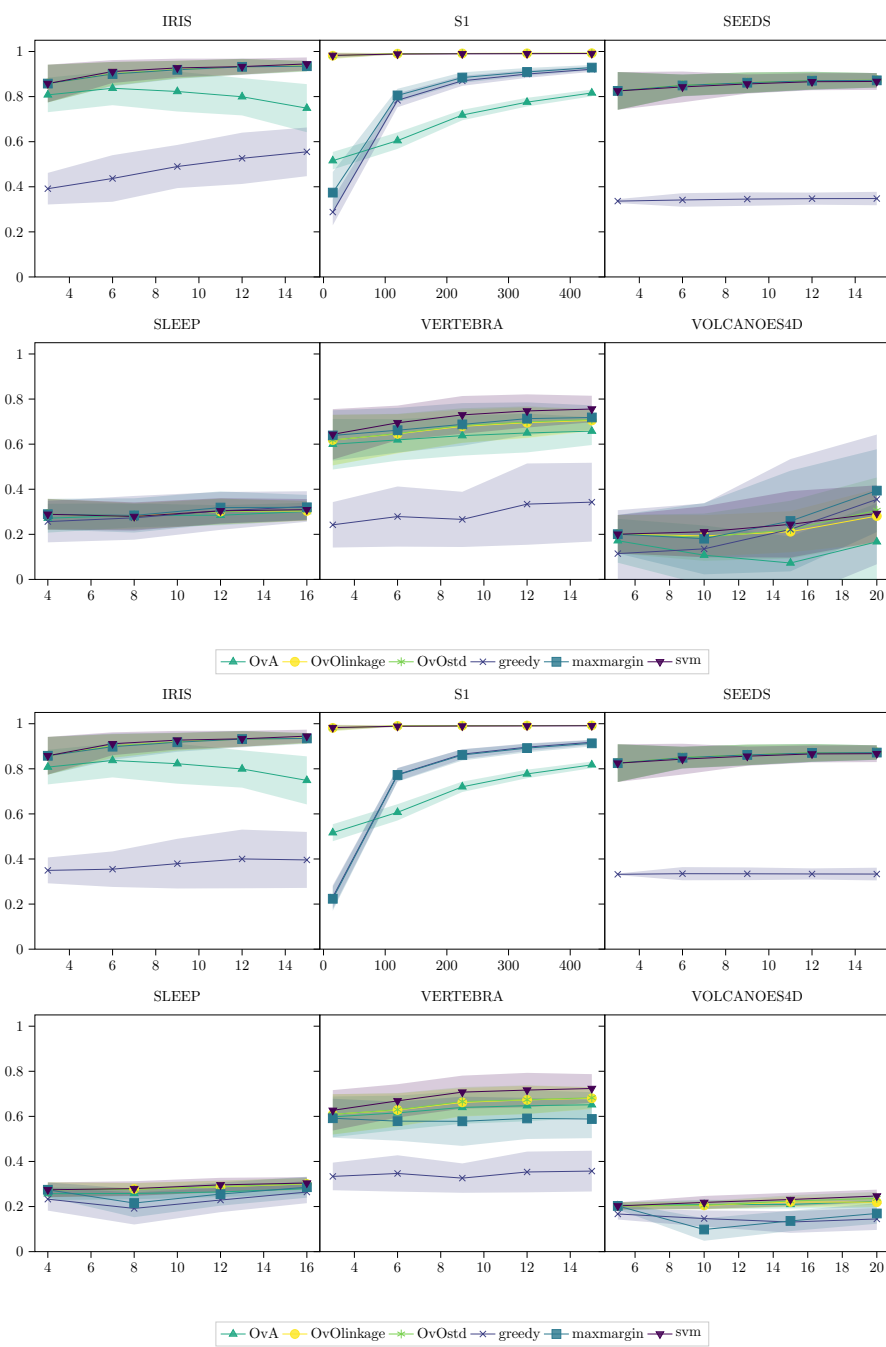 IRIS S1 SEEDS
1
0.8
0.6
0.4
0.2
0
4 6 8 10 12 14 0 100 200 300 400 4 6 8 10 12 14
SLEEP VERTEBRA VOLCANOES4D
1
0.8
0.6
0.4
0.2
0
4 6 8 10 12 14 16 4 6 8 10 12 14 6 8 10 12 14 16 18 20
OvA OvOlinkage OvOstd greedy maxmargin svm
IRIS S1 SEEDS
1
0.8
0.6
0.4
0.2
0
4 6 8 10 12 14 0 100 200 300 400 4 6 8 10 12 14
SLEEP VERTEBRA VOLCANOES4D
1
0.8
0.6
0.4
0.2
0
4 6 8 10 12 14 16 4 6 8 10 12 14 6 8 10 12 14 16 18 20
OvA OvOlinkage OvOstd greedy maxmargin svm